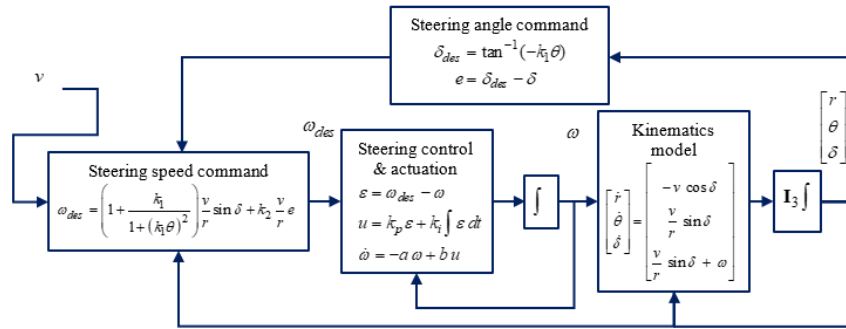 Steering angle command
δ_des = tan⁻¹(−k₁θ)
e = δ_des − δ
v
ω_des
ω
[r θ δ]
Steering speed command
ω_des = (1 + k₁ / (1 + (k₁θ)²)) v/r sin δ + k₂ v/r e
Steering control
& actuation
ε = ω_des − ω
u = k_p ε + k_i ∫ ε dt
ω̇ = −a ω + b u
∫
Kinematics
model
[ṙ θ̇ δ̇] = [−v cos δ
v/r sin δ
v/r sin δ + ω]
I₃ ∫